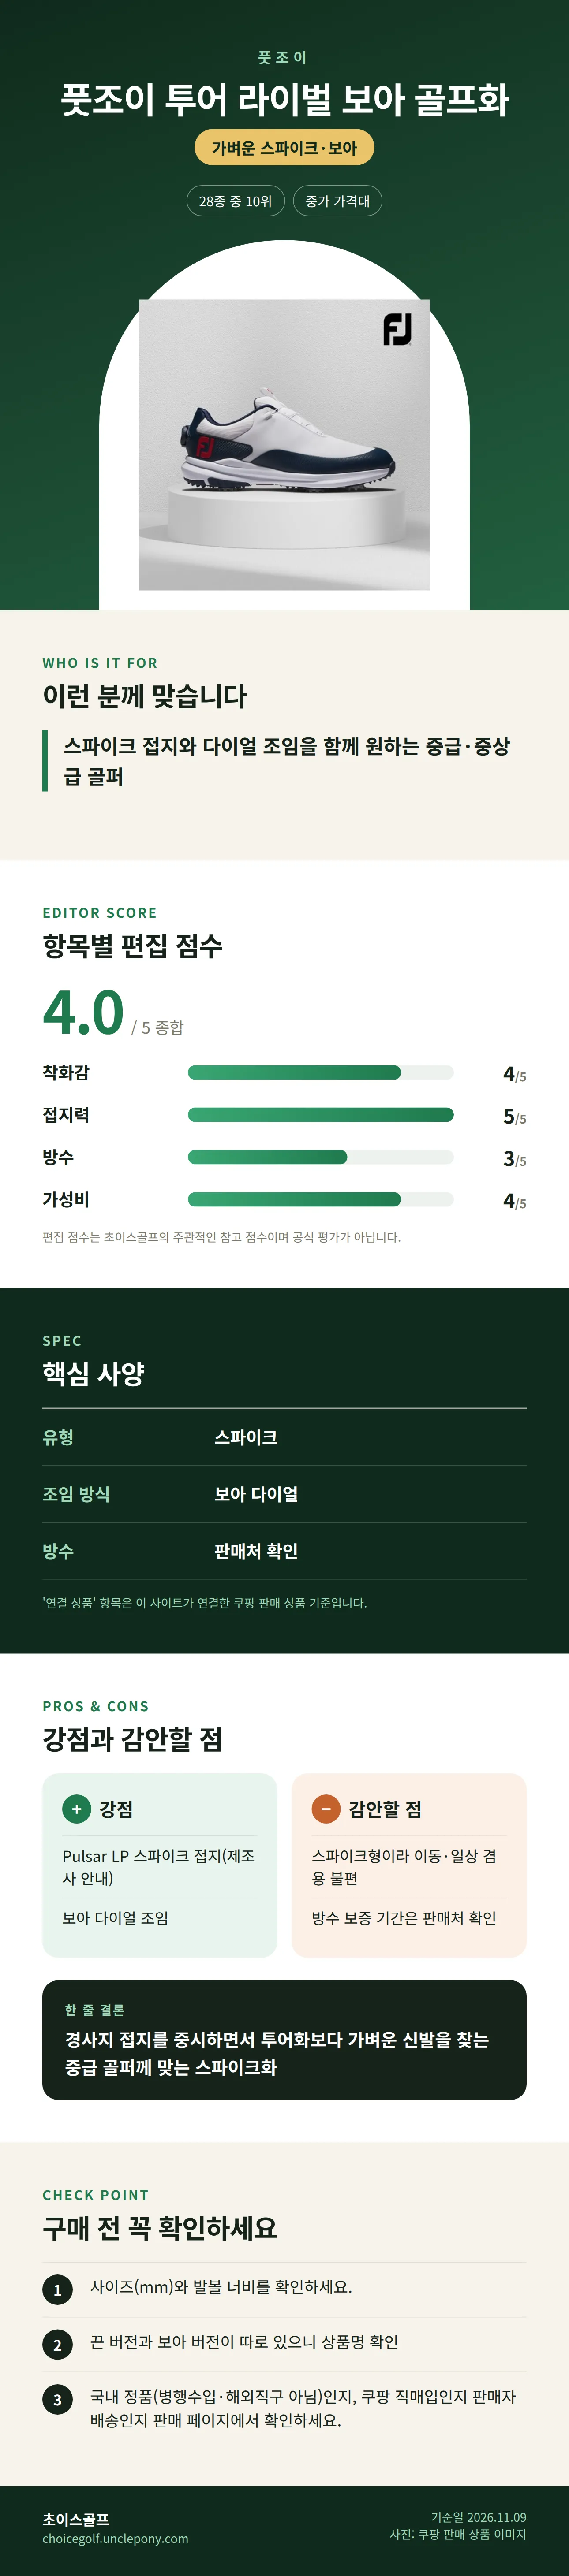 풋조이
풋조이 투어 라이벌 보아 골프화
가벼운 스파이크·보아
28종 중 10위
중가 가격대
FJ
FJ
WHO IS IT FOR
이런 분께 맞습니다
스파이크 접지와 다이얼 조임을 함께 원하는 중급·중상
급 골퍼
EDITOR SCORE
항목별 편집 점수
4.0 / 5 종합
착화감 4/5
접지력 5/5
방수 3/5
가성비 4/5
편집 점수는 초이스골프의 주관적인 참고 점수이며 공식 평가가 아닙니다.
SPEC
핵심 사양
유형 스파이크
조임 방식 보아 다이얼
방수 판매처 확인
'연결 상품' 항목은 이 사이트가 연결한 쿠팡 판매 상품 기준입니다.
PROS & CONS
강점과 감안할 점
+ 강점
Pulsar LP 스파이크 접지(제조
사 안내)
보아 다이얼 조임
− 감안할 점
스파이크형이라 이동·일상 겸
용 불편
방수 보증 기간은 판매처 확인
한 줄 결론
경사지 접지를 중시하면서 투어화보다 가벼운 신발을 찾는
중급 골퍼께 맞는 스파이크화
CHECK POINT
구매 전 꼭 확인하세요
1 사이즈(mm)와 발볼 너비를 확인하세요.
2 끈 버전과 보아 버전이 따로 있으니 상품명 확인
3 국내 정품(병행수입·해외직구 아님)인지, 쿠팡 직매입인지 판매자
배송인지 판매 페이지에서 확인하세요.
초이스골프
choicegolf.unclepony.com
기준일 2026.11.09
사진: 쿠팡 판매 상품 이미지